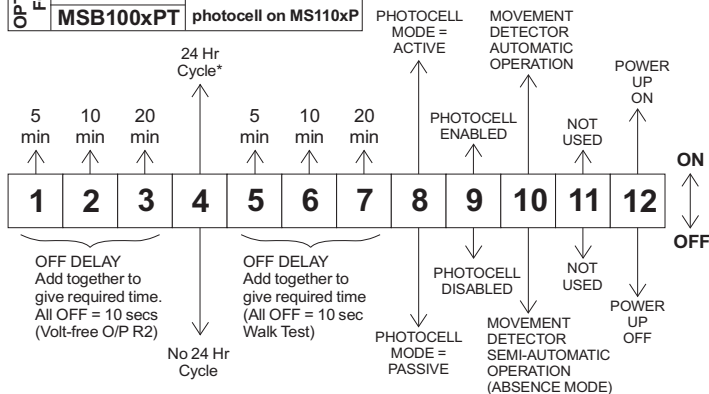 OPT
F
MSB100xPT
photocell on MS110xP
24 Hr
Cycle*
PHOTOCELL
MODE =
ACTIVE
MOVEMENT
DETECTOR
AUTOMATIC
OPERATION
POWER
UP
ON
5
min
10
min
20
min
5
min
10
min
20
min
PHOTOCELL
ENABLED
NOT
USED
ON
1 2 3 4 5 6 7 8 9 10 11 12
OFF
OFF DELAY
Add together to
give required time.
All OFF = 10 secs
(Volt-free O/P R2)
No 24 Hr
Cycle
OFF DELAY
Add together to
give required time
(All OFF = 10 sec
Walk Test)
PHOTOCELL
MODE =
PASSIVE
PHOTOCELL
DISABLED
MOVEMENT
DETECTOR
SEMI-AUTOMATIC
OPERATION
(ABSENCE MODE)
NOT
USED
POWER
UP
OFF